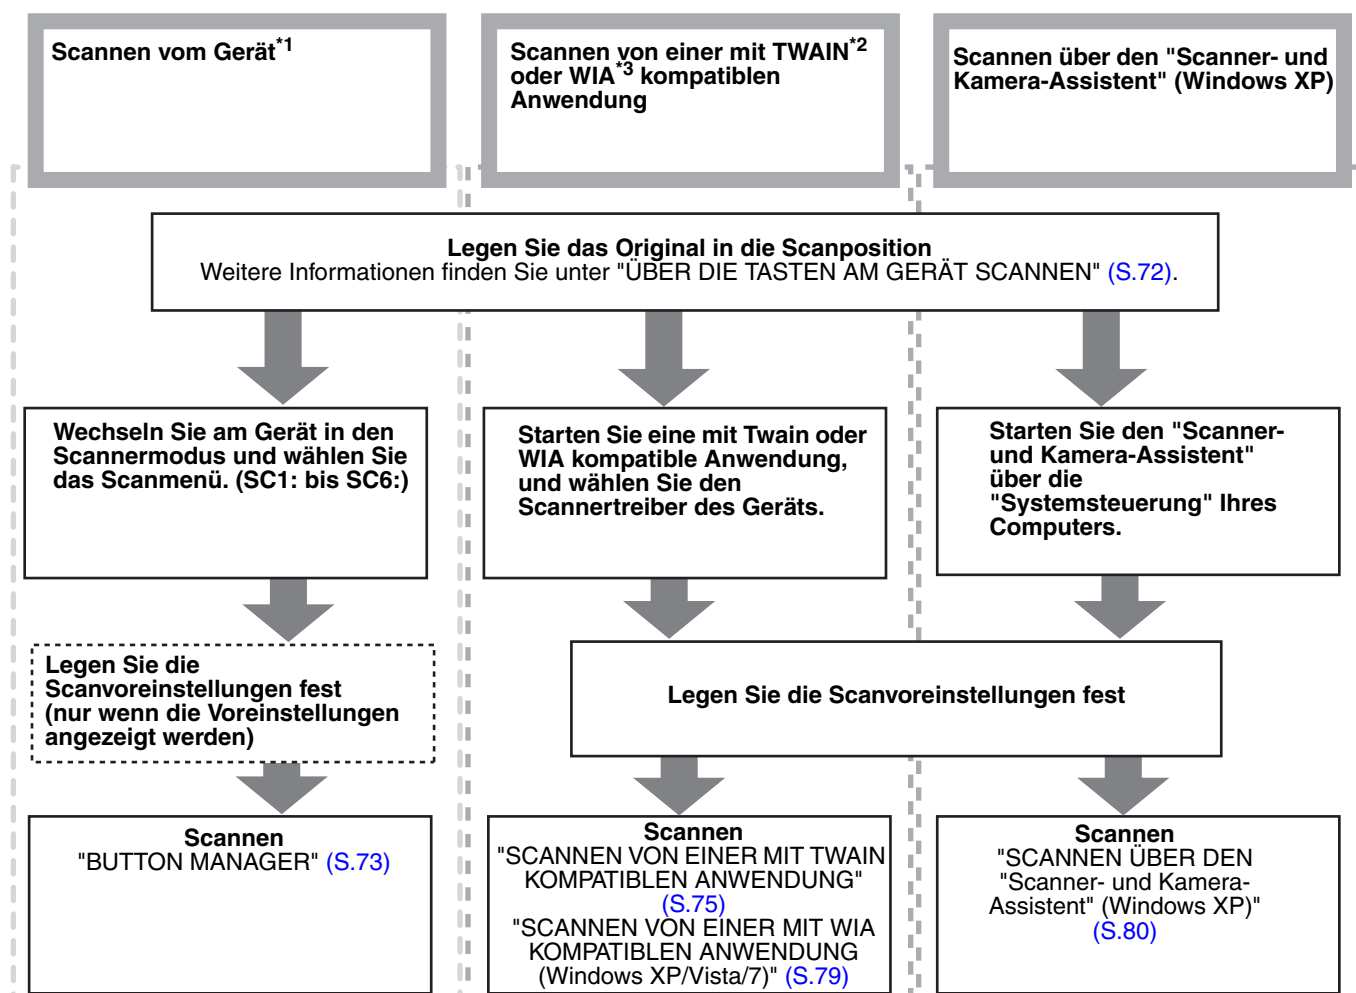 Scannen vom Gerät*1
Scannen von einer mit TWAIN*2
oder WIA*3 kompatiblen
Anwendung
Scannen über den "Scanner- und
Kamera-Assistent" (Windows XP)
Legen Sie das Original in die Scanposition
Weitere Informationen finden Sie unter "ÜBER DIE TASTEN AM GERÄT SCANNEN" (S.72).
Wechseln Sie am Gerät in den
Scannermodus und wählen Sie
das Scanmenü. (SC1: bis SC6:)
Starten Sie eine mit Twain oder
WIA kompatible Anwendung,
und wählen Sie den
Scannertreiber des Geräts.
Starten Sie den "Scanner-
und Kamera-Assistent"
über die
"Systemsteuerung" Ihres
Computers.
Legen Sie die
Scanvoreinstellungen fest
(nur wenn die Voreinstellungen
angezeigt werden)
Legen Sie die Scanvoreinstellungen fest
Scannen
"BUTTON MANAGER" (S.73)
Scannen
"SCANNEN VON EINER MIT TWAIN
KOMPATIBLEN ANWENDUNG"
(S.75)
"SCANNEN VON EINER MIT WIA
KOMPATIBLEN ANWENDUNG
(Windows XP/Vista/7)" (S.79)
Scannen
"SCANNEN ÜBER DEN
"Scanner- und Kamera-
Assistent" (Windows XP)"
(S.80)